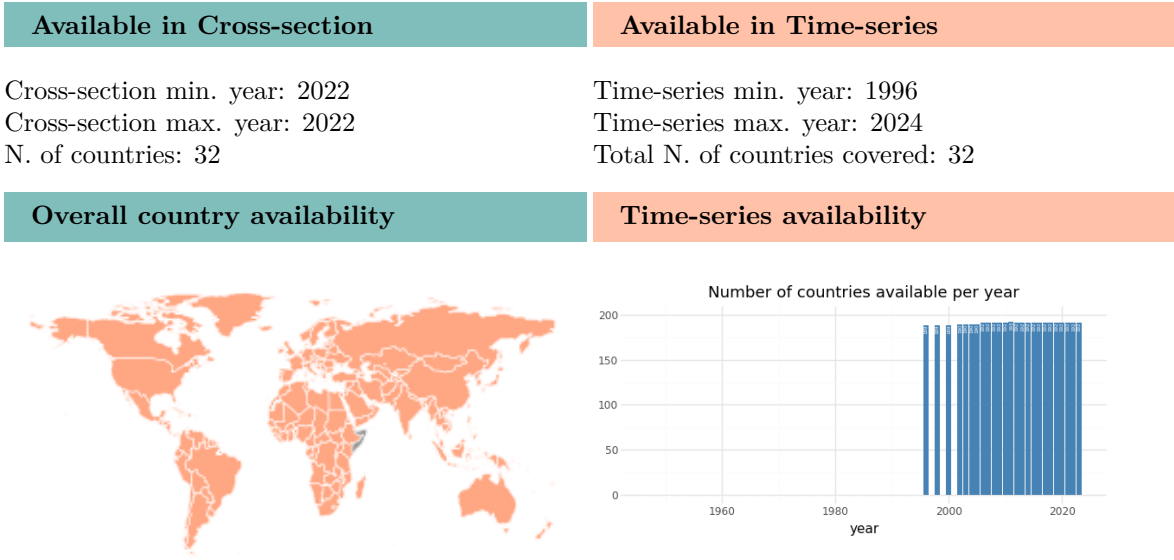 Available in Cross-section
Available in Time-series
Cross-section min. year: 2022
Cross-section max. year: 2022
N. of countries: 32
Time-series min. year: 1996
Time-series max. year: 2024
Total N. of countries covered: 32
Overall country availability
Time-series availability
Number of countries available per year
200
150
100
50
0
1960
1980
2000
2020
year